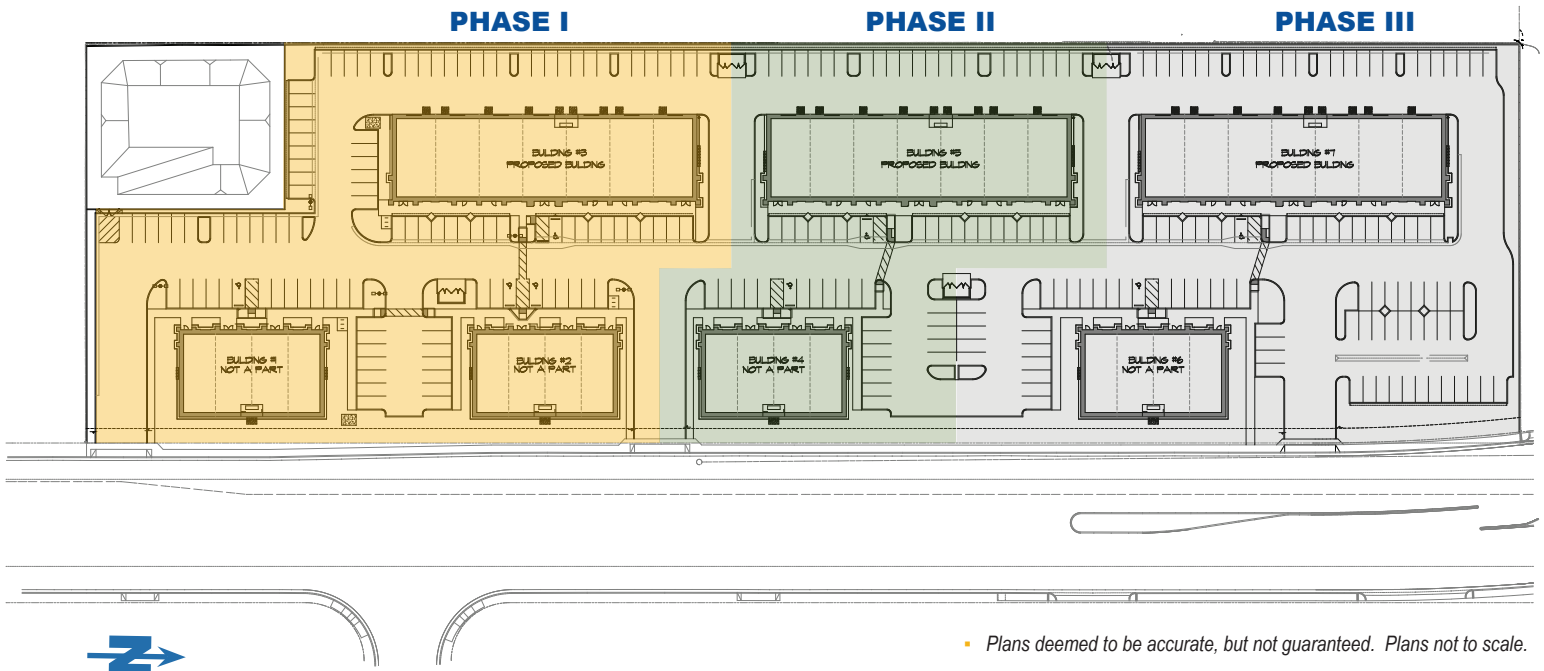 PHASE I
PHASE II
PHASE III
BUILDING #3
PROPOSED BUILDING
BUILDING #5
PROPOSED BUILDING
BUILDING #7
PROPOSED BUILDING
BUILDING #1
NOT A PART
BUILDING #2
NOT A PART
BUILDING #4
NOT A PART
BUILDING #6
NOT A PART
N
▪ Plans deemed to be accurate, but not guaranteed. Plans not to scale.